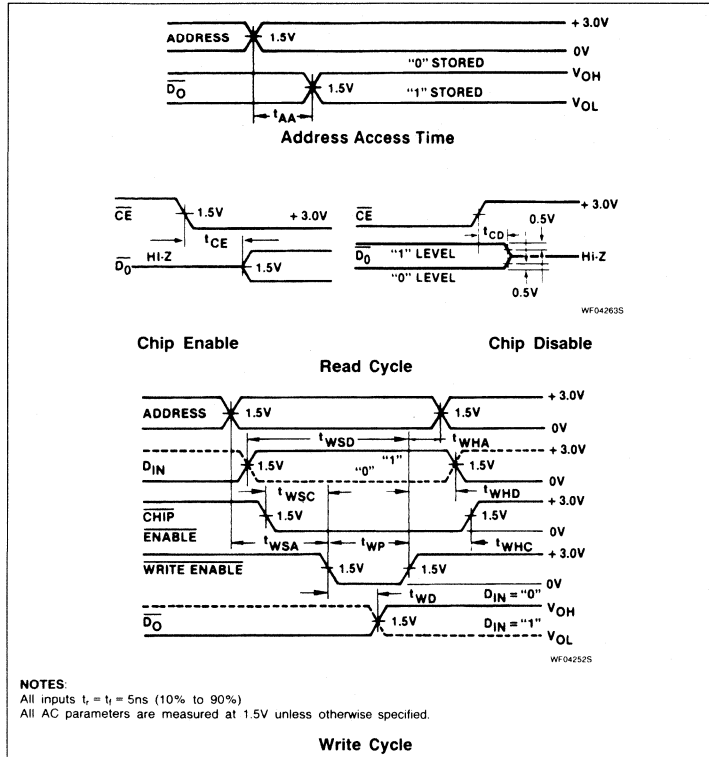 + 3.0V
ADDRESS 1.5V
0V
"0" STORED
VOH
DO 1.5V "1" STORED
VOL
tAA
Address Access Time
+ 3.0V
CE 1.5V + 3.0V
CE 0.5V
tCE
tCD
DO HI-Z
1.5V
DO "1" LEVEL
Hi-Z
"0" LEVEL
0.5V
WF04263S
Chip Enable Chip Disable
Read Cycle
+ 3.0V
ADDRESS 1.5V 1.5V
0V
tWSD tWHA
+ 3.0V
DIN 1.5V "0" "1" 1.5V
0V
tWSC tWHD
+ 3.0V
CHIP 1.5V 1.5V
ENABLE 0V
tWSA tWP tWHC
+ 3.0V
WRITE ENABLE 1.5V 1.5V
0V
tWD DIN = "0"
VOH
DO 1.5V DIN = "1"
VOL
WF04252S
NOTES:
All inputs tr = tf = 5ns (10% to 90%)
All AC parameters are measured at 1.5V unless otherwise specified.
Write Cycle